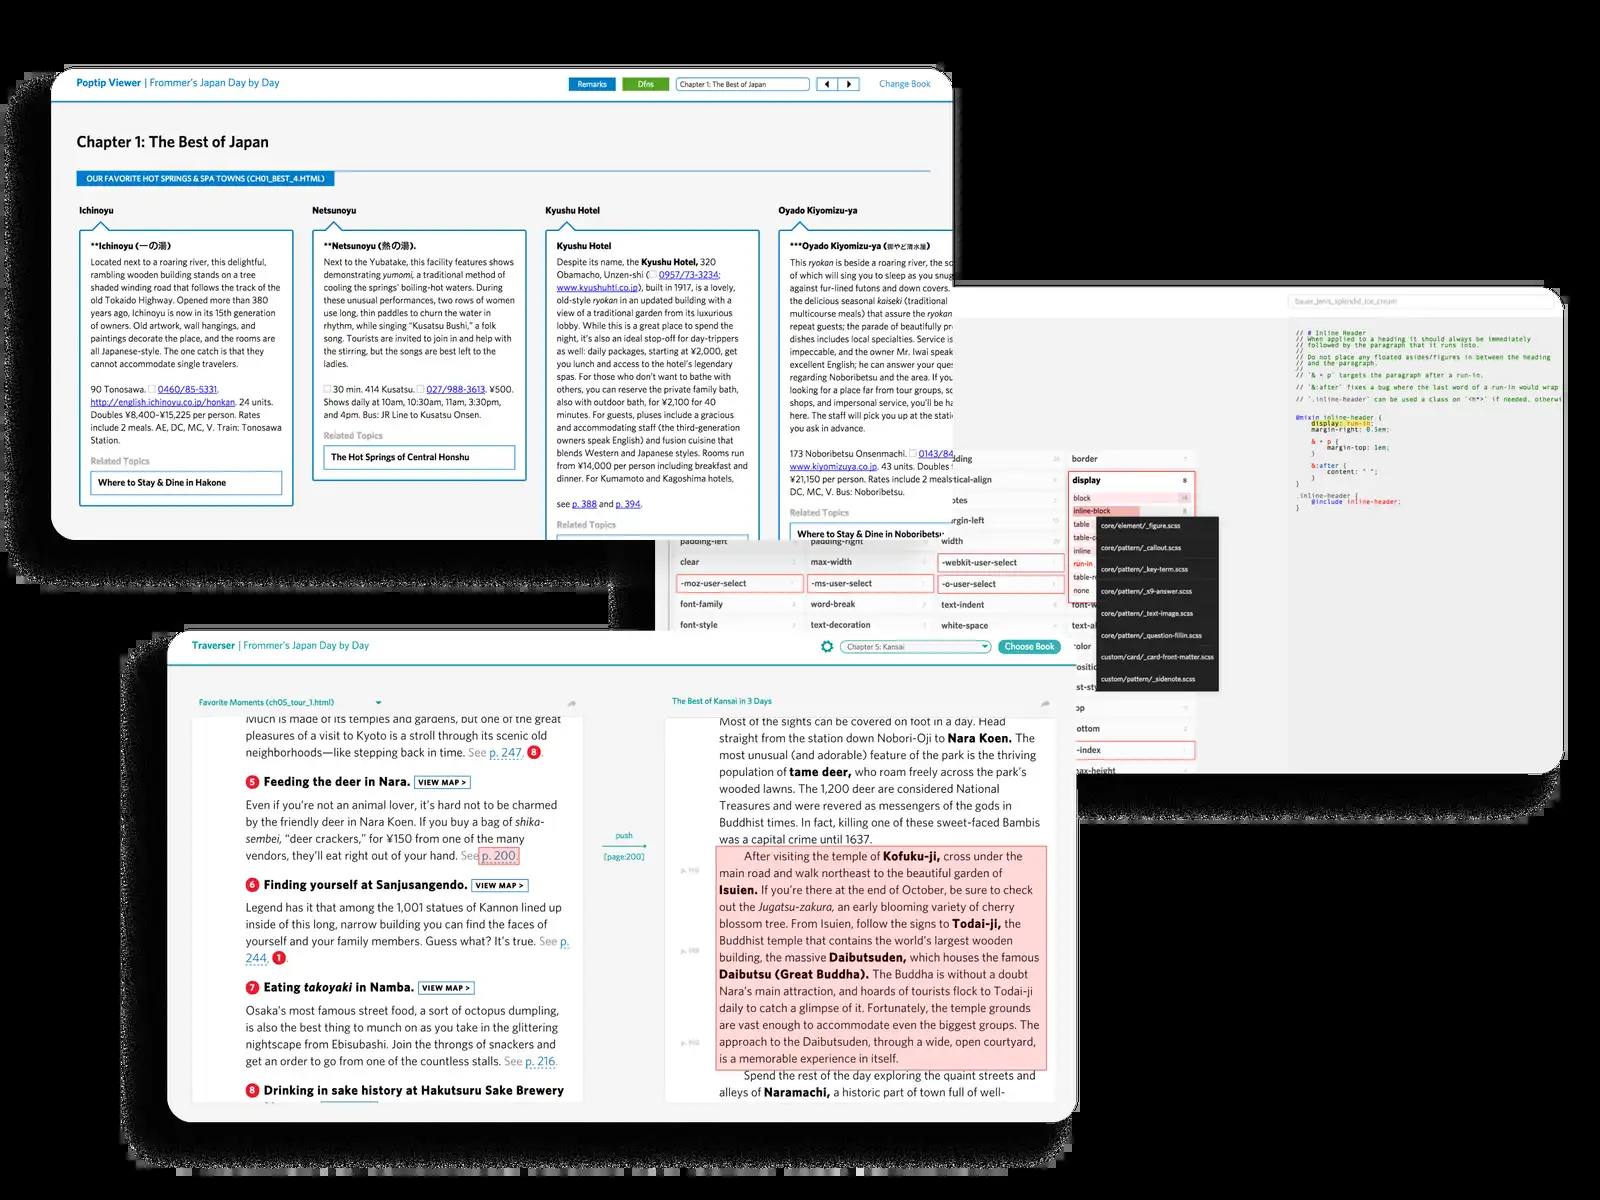 Poptip Viewer | Frommer's Japan Day by Day
Remarks
Dfns
Chapter 1: The Best of Japan
Change Book
Chapter 1: The Best of Japan
OUR FAVORITE HOT SPRINGS & SPA TOWNS (CH01_BEST_4.HTML)
Ichinoyu
**Ichinoyu (一の湯)
Located next to a roaring river, this delightful,
rambling wooden building stands on a tree
shaded winding road that follows the track of the
old Tokaido Highway. Opened more than 380
years ago, Ichinoyu is now in its 15th generation
of owners. Old artwork, wall hangings, and
paintings decorate the place, and the rooms are
all Japanese-style. The one catch is that they
cannot accommodate single travelers.
90 Tonosawa. 0460/85-5331.
http://english.ichinoyu.co.jp/honkan. 24 units.
Doubles ¥8,400–¥15,225 per person. Rates
include 2 meals. AE, DC, MC, V. Train: Tonosawa
Station.
Related Topics
Where to Stay & Dine in Hakone
Netsunoyu
**Netsunoyu (熱の湯).
Next to the Yubatake, this facility features shows
demonstrating yumomi, a traditional method of
cooling the springs' boiling-hot waters. During
these unusual performances, two rows of women
use long, thin paddles to churn the water in
rhythm, while singing "Kusatsu Bushi," a folk
song. Tourists are invited to join in and help with
the stirring, but the songs are best left to the
ladies.
30 min. 414 Kusatsu. 027/988-3613. ¥500.
Shows daily at 10am, 10:30am, 11am, 3:30pm,
and 4pm. Bus: JR Line to Kusatsu Onsen.
Related Topics
The Hot Springs of Central Honshu
Kyushu Hotel
Kyushu Hotel
Despite its name, the Kyushu Hotel, 320
Obamacho, Unzen-shi ( 0957/73-3234;
www.kyushuhtl.co.jp), built in 1917, is a lovely,
old-style ryokan in an updated building with a
view of a traditional garden from its luxurious
lobby. While this is a great place to spend the
night, it's also an ideal stop-off for day-trippers
as well: daily packages, starting at ¥2,000, get
you lunch and access to the hotel's legendary
spas. For those who don't want to bathe with
others, you can reserve the private family bath,
also with outdoor bath, for ¥2,100 for 40
minutes. For guests, pluses include a gracious
and accommodating staff (the third-generation
owners speak English) and fusion cuisine that
blends Western and Japanese styles. Rooms run
from ¥14,000 per person including breakfast and
dinner. For Kumamoto and Kagoshima hotels,
see p. 388 and p. 394.
Related Topics
Oyado Kiyomizu-ya
***Oyado Kiyomizu-ya (御やど清水屋)
This ryokan is beside a roaring river, the so
of which will sing you to sleep as you snug
against fur-lined futons and down covers.
the delicious seasonal kaiseki (traditional
multicourse meals) that assure the ryokan
repeat guests; the parade of beautifully pr
dishes includes local specialties. Service is
impeccable, and the owner Mr. Iwai speak
excellent English; he can answer your ques
regarding Noboribetsu and the area. If you
looking for a place far from tour groups, so
shops, and impersonal service, you'll be ha
here. The staff will pick you up at the stati
you ask in advance.
173 Noboribetsu Onsenmachi. 0143/84
www.kiyomizuya.co.jp. 43 units. Doubles
¥21,150 per person. Rates include 2 meals
DC, MC, V. Bus: Noboribetsu.
Related Topics
Where to Stay & Dine in Noboribetsu
bauer_jenis_splendid_ice_cream
// # Inline Header
// When applied to a heading it should always be immediately
// followed by the paragraph that it runs into.
//
// Do not place any floated asides/figures in between the heading
// and the paragraph.
//
// `& + p` targets the paragraph after a run-in.
//
// `&:after` fixes a bug where the last word of a run-in would wrap
//
// `.inline-header` can be used a class on `<h*>` if needed, otherwi
@mixin inline-header {
display: run-in;
margin-right: 0.5em;
& + p {
margin-top: 1em;
}
&:after {
content: " ";
}
}
.inline-header {
@include inline-header;
}
dding
tical-align
otes
rgin-left
border
display 8
block
inline-block 8
table
table-c
inline
run-in
table-r
none
core/element/_figure.scss
core/pattern/_callout.scss
core/pattern/_key-term.scss
core/pattern/_s9-answer.scss
core/pattern/_text-image.scss
core/pattern/_question-fillin.scss
custom/card/_card-front-matter.scss
custom/pattern/_sidenote.scss
padding-left
padding-right
width
clear
max-width
-webkit-user-select
-moz-user-select
-ms-user-select
-o-user-select
font-family
word-break
text-indent
font-w
font-style
text-decoration
white-space
text-al
color
positic
st-sty
op
ottom
-index
max-height
Traverser | Frommer's Japan Day by Day
Chapter 5: Kansai
Choose Book
Favorite Moments (ch05_tour_1.html)
Much is made of its temples and gardens, but one of the great
pleasures of a visit to Kyoto is a stroll through its scenic old
neighborhoods—like stepping back in time. See p. 247. 8
5 Feeding the deer in Nara. VIEW MAP >
Even if you're not an animal lover, it's hard not to be charmed
by the friendly deer in Nara Koen. If you buy a bag of shika-
sembei, "deer crackers," for ¥150 from one of the many
vendors, they'll eat right out of your hand. See p. 200.
6 Finding yourself at Sanjusangendo. VIEW MAP >
Legend has it that among the 1,001 statues of Kannon lined up
inside of this long, narrow building you can find the faces of
yourself and your family members. Guess what? It's true. See p.
244. 1
7 Eating takoyaki in Namba. VIEW MAP >
Osaka's most famous street food, a sort of octopus dumpling,
is also the best thing to munch on as you take in the glittering
nightscape from Ebisubashi. Join the throngs of snackers and
get an order to go from one of the countless stalls. See p. 216.
8 Drinking in sake history at Hakutsuru Sake Brewery
push
[page:200]
The Best of Kansai in 3 Days
Most of the sights can be covered on foot in a day. Head
straight from the station down Nobori-Oji to Nara Koen. The
most unusual (and adorable) feature of the park is the thriving
population of tame deer, who roam freely across the park's
wooded lawns. The 1,200 deer are considered National
Treasures and were revered as messengers of the gods in
Buddhist times. In fact, killing one of these sweet-faced Bambis
was a capital crime until 1637.
After visiting the temple of Kofuku-ji, cross under the
main road and walk northeast to the beautiful garden of
Isuien. If you're there at the end of October, be sure to check
out the Jugatsu-zakura, an early blooming variety of cherry
blossom tree. From Isuien, follow the signs to Todai-ji, the
Buddhist temple that contains the world's largest wooden
building, the massive Daibutsuden, which houses the famous
Daibutsu (Great Buddha). The Buddha is without a doubt
Nara's main attraction, and hoards of tourists flock to Todai-ji
daily to catch a glimpse of it. Fortunately, the temple grounds
are vast enough to accommodate even the biggest groups. The
approach to the Daibutsuden, through a wide, open courtyard,
is a memorable experience in itself.
Spend the rest of the day exploring the quaint streets and
alleys of Naramachi, a historic part of town full of well-